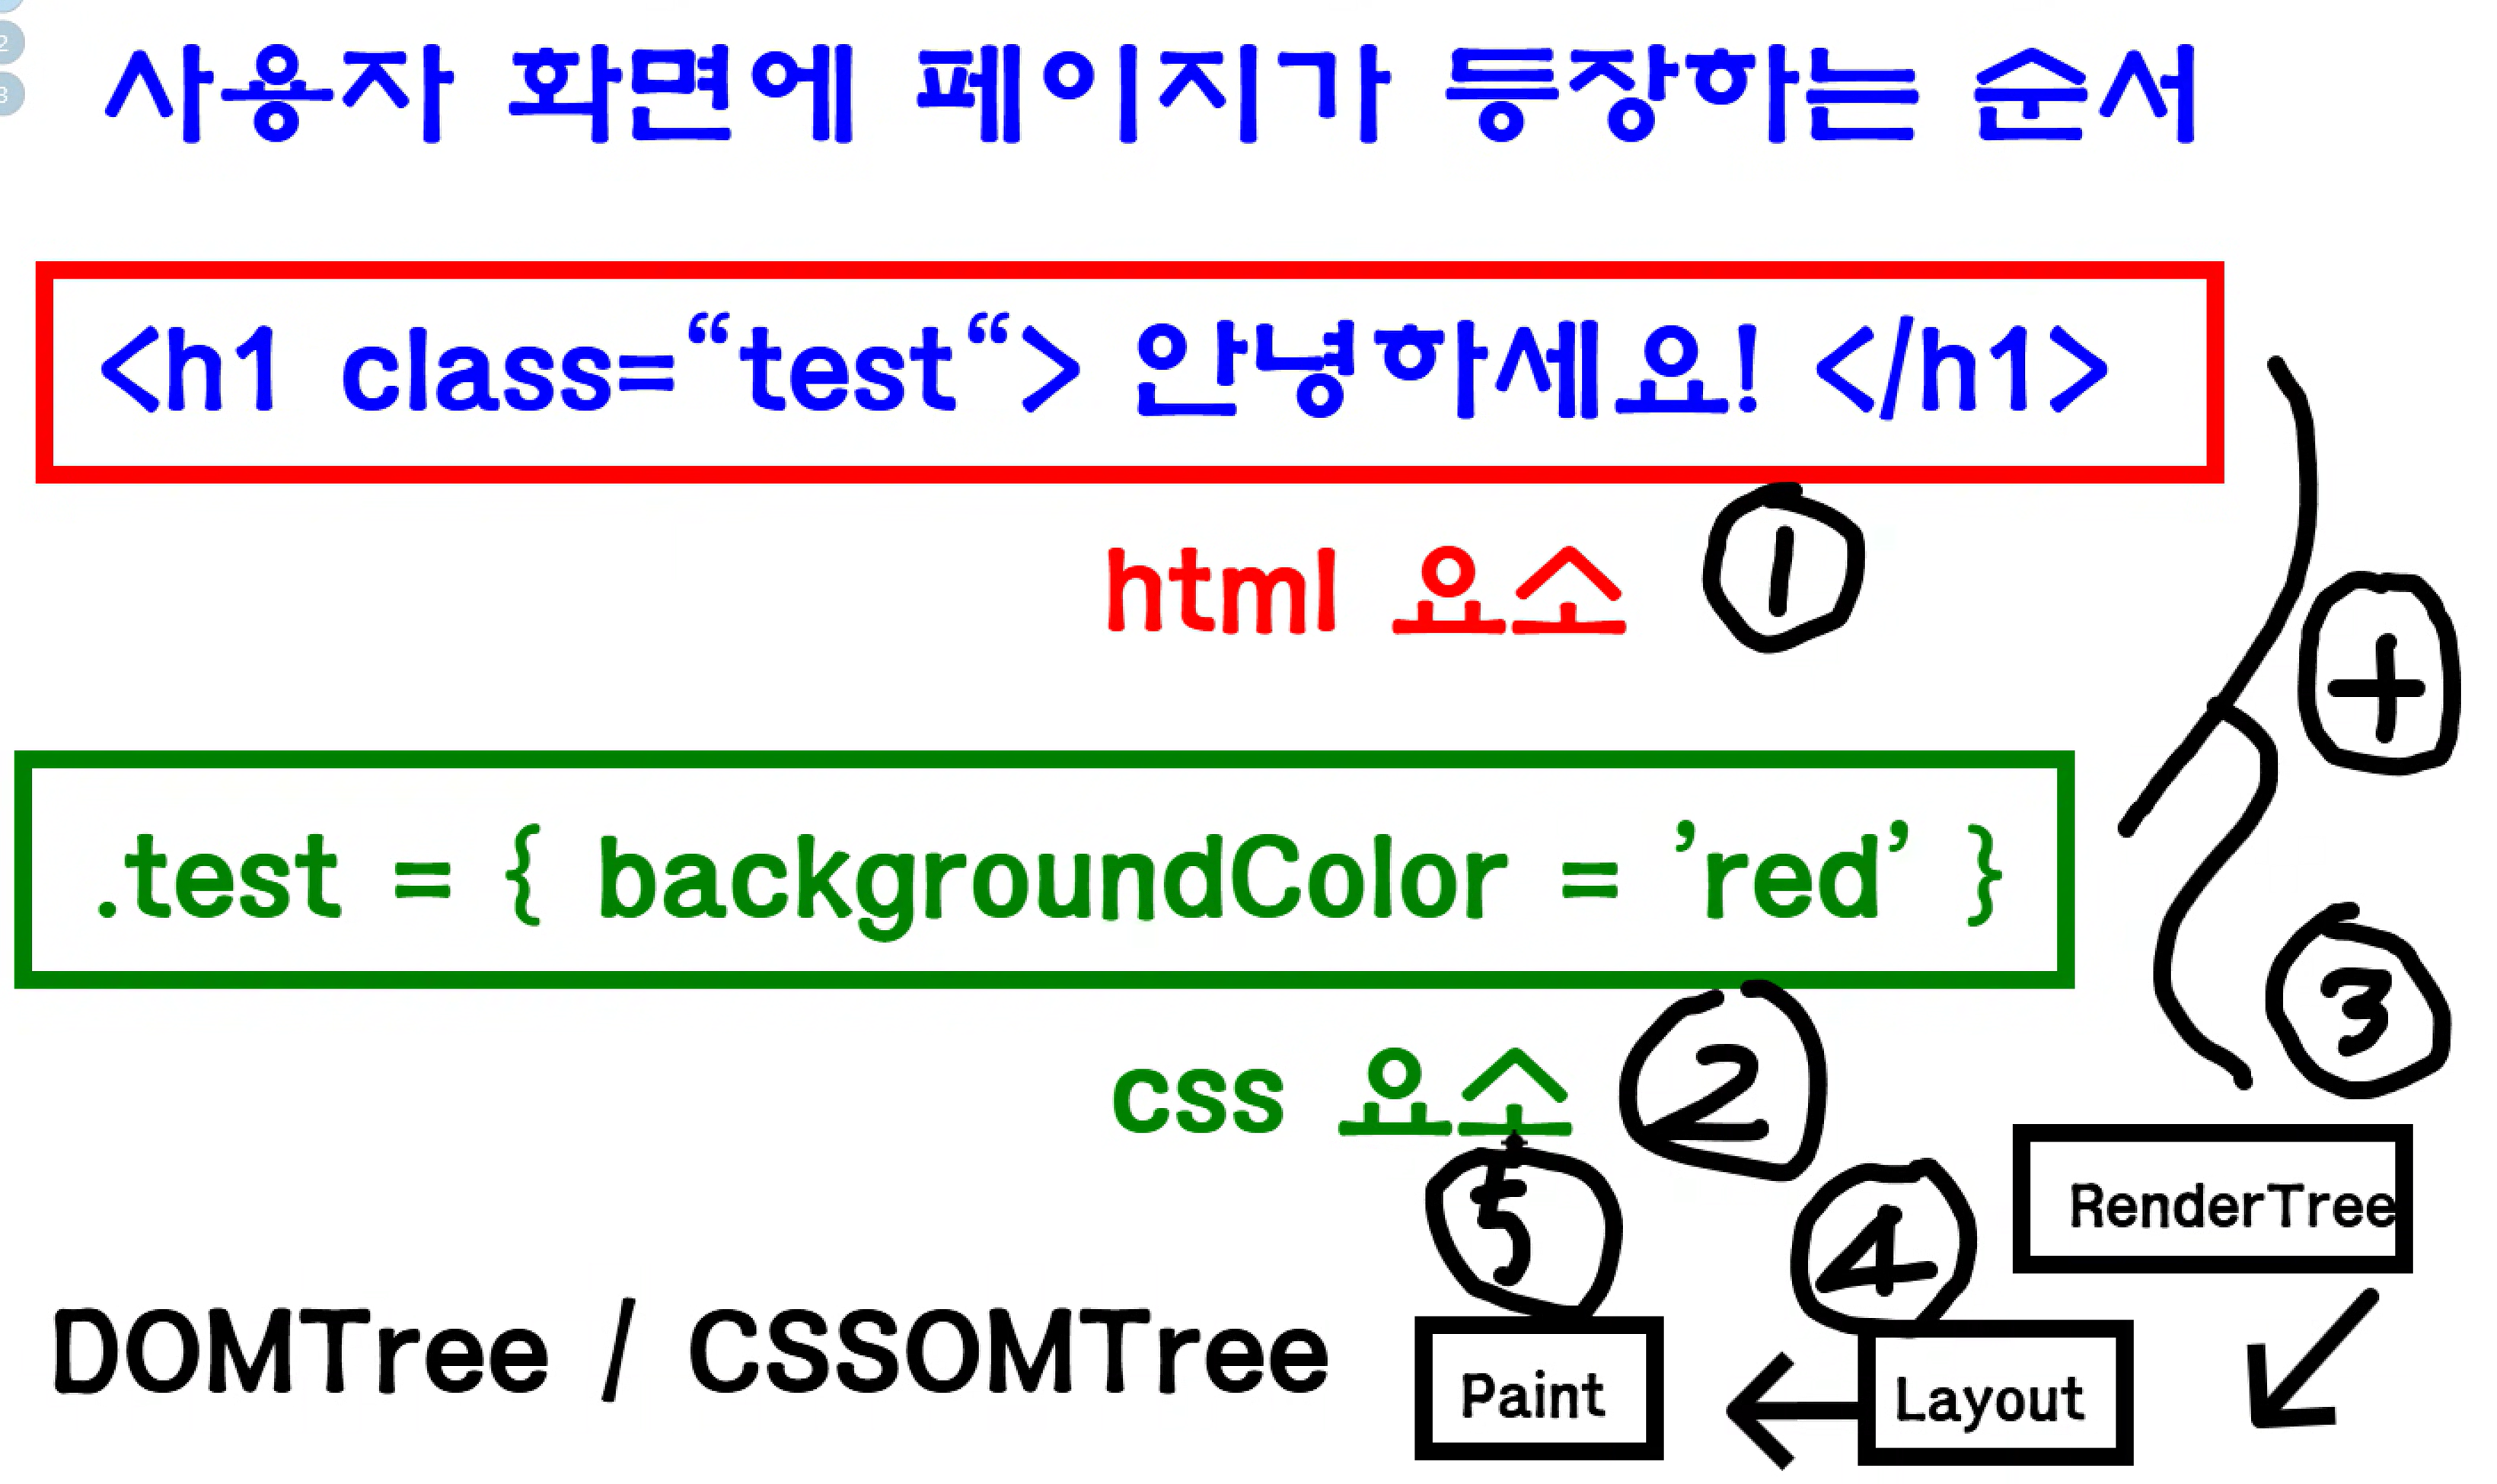 2
3
사용자 화면에 페이지가 등장하는 순서
<h1 class=“test“> 안녕하세요! </h1>
html 요소 1
+
.test = { backgroundColor = ’red’ }
3
css 요소 2
5 4 RenderTree
DOMTree / CSSOMTree Paint Layout